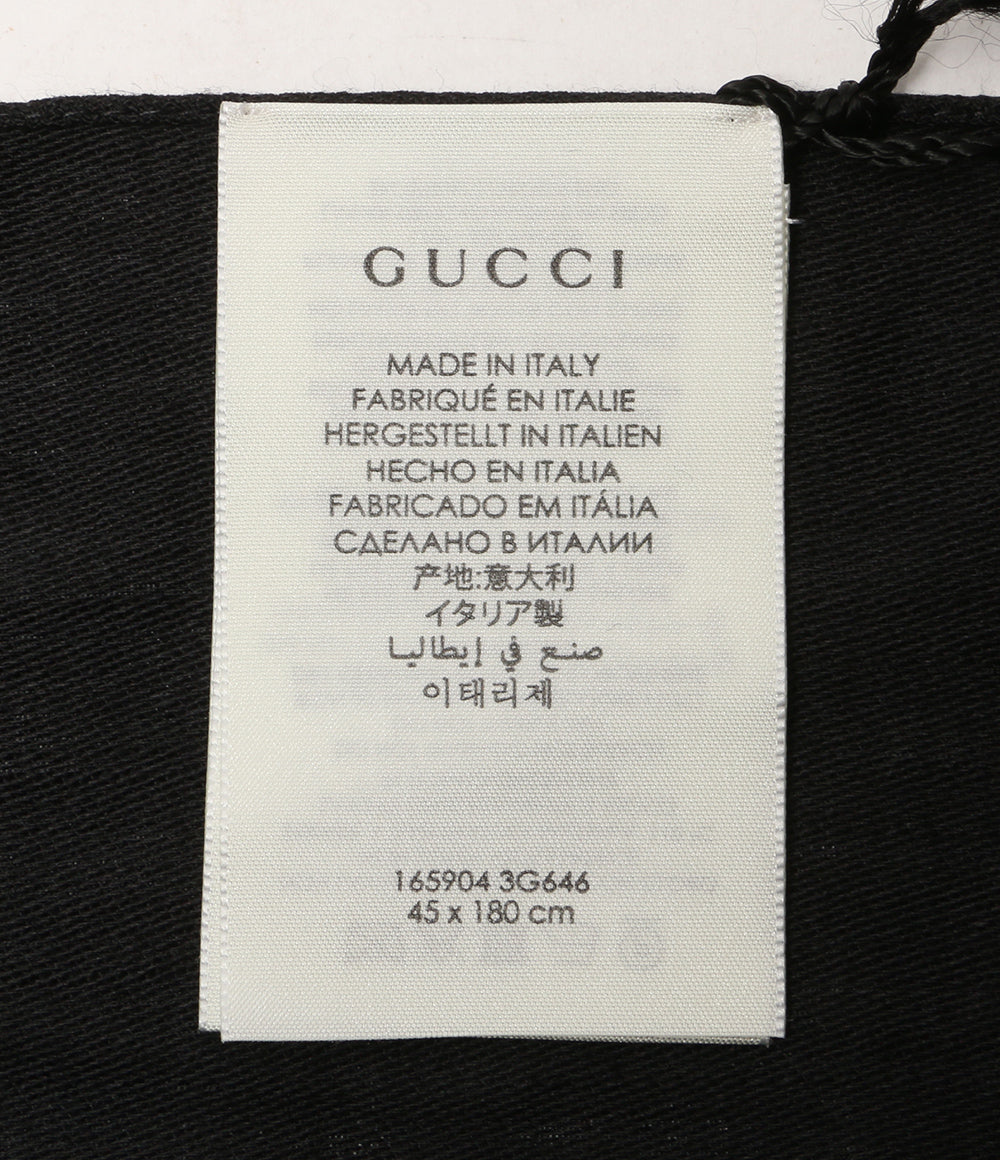 GUCCI
MADE IN ITALY
FABRIQUÉ EN ITALIE
HERGESTELLT IN ITALIEN
HECHO EN ITALIA
FABRICADO EM ITÁLIA
СДЕЛАНО В ИТАЛИИ
产地:意大利
イタリア製
صنع في إيطاليا
이태리제
165904 3G646
45 x 180 cm